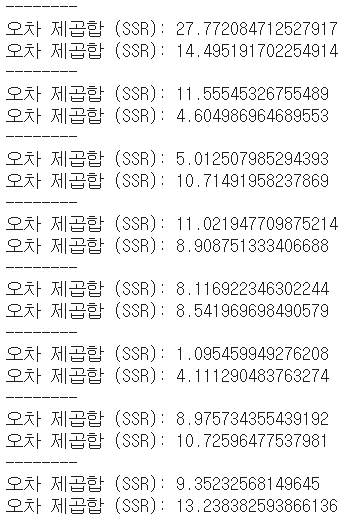 --------
오차 제곱합 (SSR): 27.772084712527917
오차 제곱합 (SSR): 14.495191702254914
--------
오차 제곱합 (SSR): 11.55545326755489
오차 제곱합 (SSR): 4.604986964689553
--------
오차 제곱합 (SSR): 5.012507985294393
오차 제곱합 (SSR): 10.71491958237869
--------
오차 제곱합 (SSR): 11.021947709875214
오차 제곱합 (SSR): 8.908751333406688
--------
오차 제곱합 (SSR): 8.116922346302244
오차 제곱합 (SSR): 8.541969698490579
--------
오차 제곱합 (SSR): 1.095459949276208
오차 제곱합 (SSR): 4.111290483763274
--------
오차 제곱합 (SSR): 8.975734355439192
오차 제곱합 (SSR): 10.72596477537981
--------
오차 제곱합 (SSR): 9.35232568149645
오차 제곱합 (SSR): 13.238382593866136